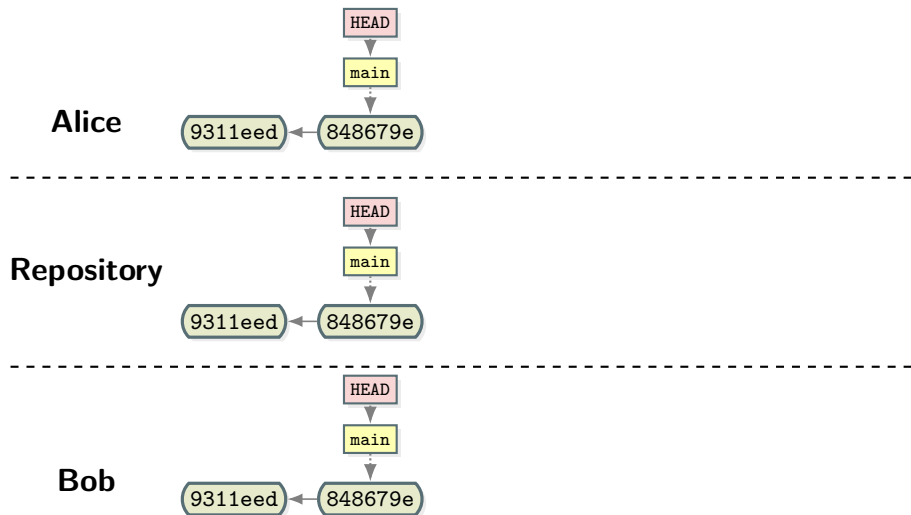 HEAD
main
Alice
9311eed
848679e
HEAD
main
Repository
9311eed
848679e
HEAD
main
Bob
9311eed
848679e